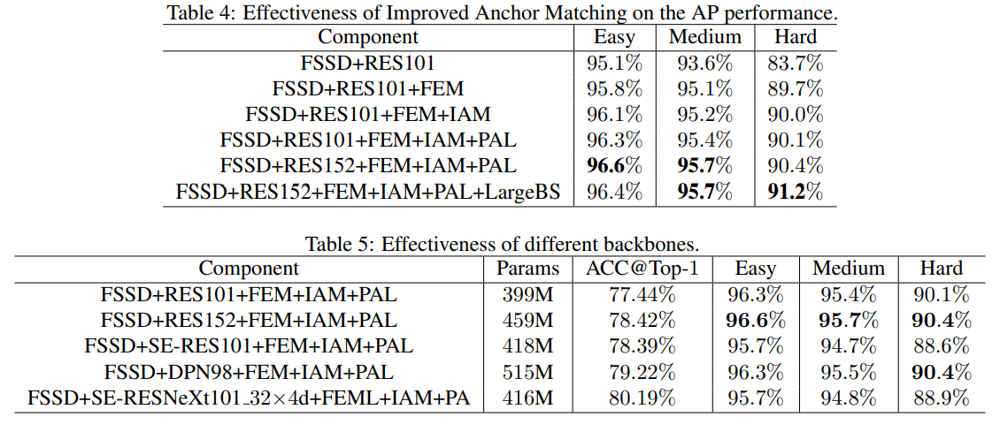 Table 4: Effectiveness of Improved Anchor Matching on the AP performance.
Component Easy Medium Hard
FSSD+RES101 95.1% 93.6% 83.7%
FSSD+RES101+FEM 95.8% 95.1% 89.7%
FSSD+RES101+FEM+IAM 96.1% 95.2% 90.0%
FSSD+RES101+FEM+IAM+PAL 96.3% 95.4% 90.1%
FSSD+RES152+FEM+IAM+PAL 96.6% 95.7% 90.4%
FSSD+RES152+FEM+IAM+PAL+LargeBS 96.4% 95.7% 91.2%
Table 5: Effectiveness of different backbones.
Component Params ACC@Top-1 Easy Medium Hard
FSSD+RES101+FEM+IAM+PAL 399M 77.44% 96.3% 95.4% 90.1%
FSSD+RES152+FEM+IAM+PAL 459M 78.42% 96.6% 95.7% 90.4%
FSSD+SE-RES101+FEM+IAM+PAL 418M 78.39% 95.7% 94.7% 88.6%
FSSD+DPN98+FEM+IAM+PAL 515M 79.22% 96.3% 95.5% 90.4%
FSSD+SE-RESNeXt101_32×4d+FEML+IAM+PA 416M 80.19% 95.7% 94.8% 88.9%